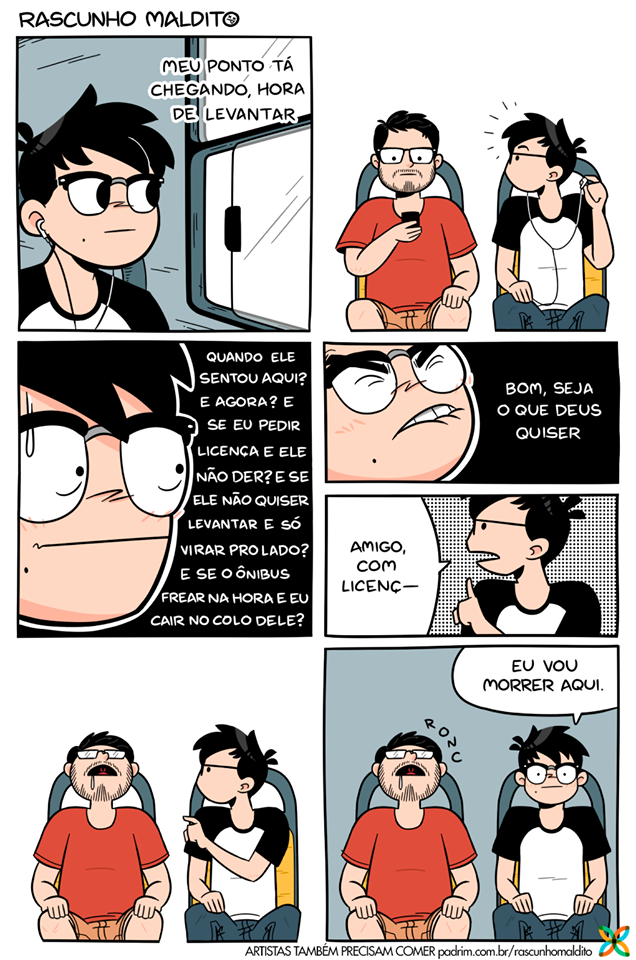 RASCUNHO MALDITO
MEU PONTO TÁ
CHEGANDO, HORA
DE LEVANTAR
QUANDO ELE
SENTOU AQUI?
E AGORA? E
SE EU PEDIR
LICENÇA E ELE
NÃO DER? E SE
ELE NÃO QUISER
LEVANTAR E SÓ
VIRAR PRO LADO?
E SE O ÔNIBUS
FREAR NA HORA E EU
CAIR NO COLO DELE?
BOM, SEJA
O QUE DEUS
QUISER
AMIGO,
COM
LICENÇ—
EU VOU
MORRER AQUI.
RONC
ARTISTAS TAMBÉM PRECISAM COMER padrim.com.br/rascunhomaldito